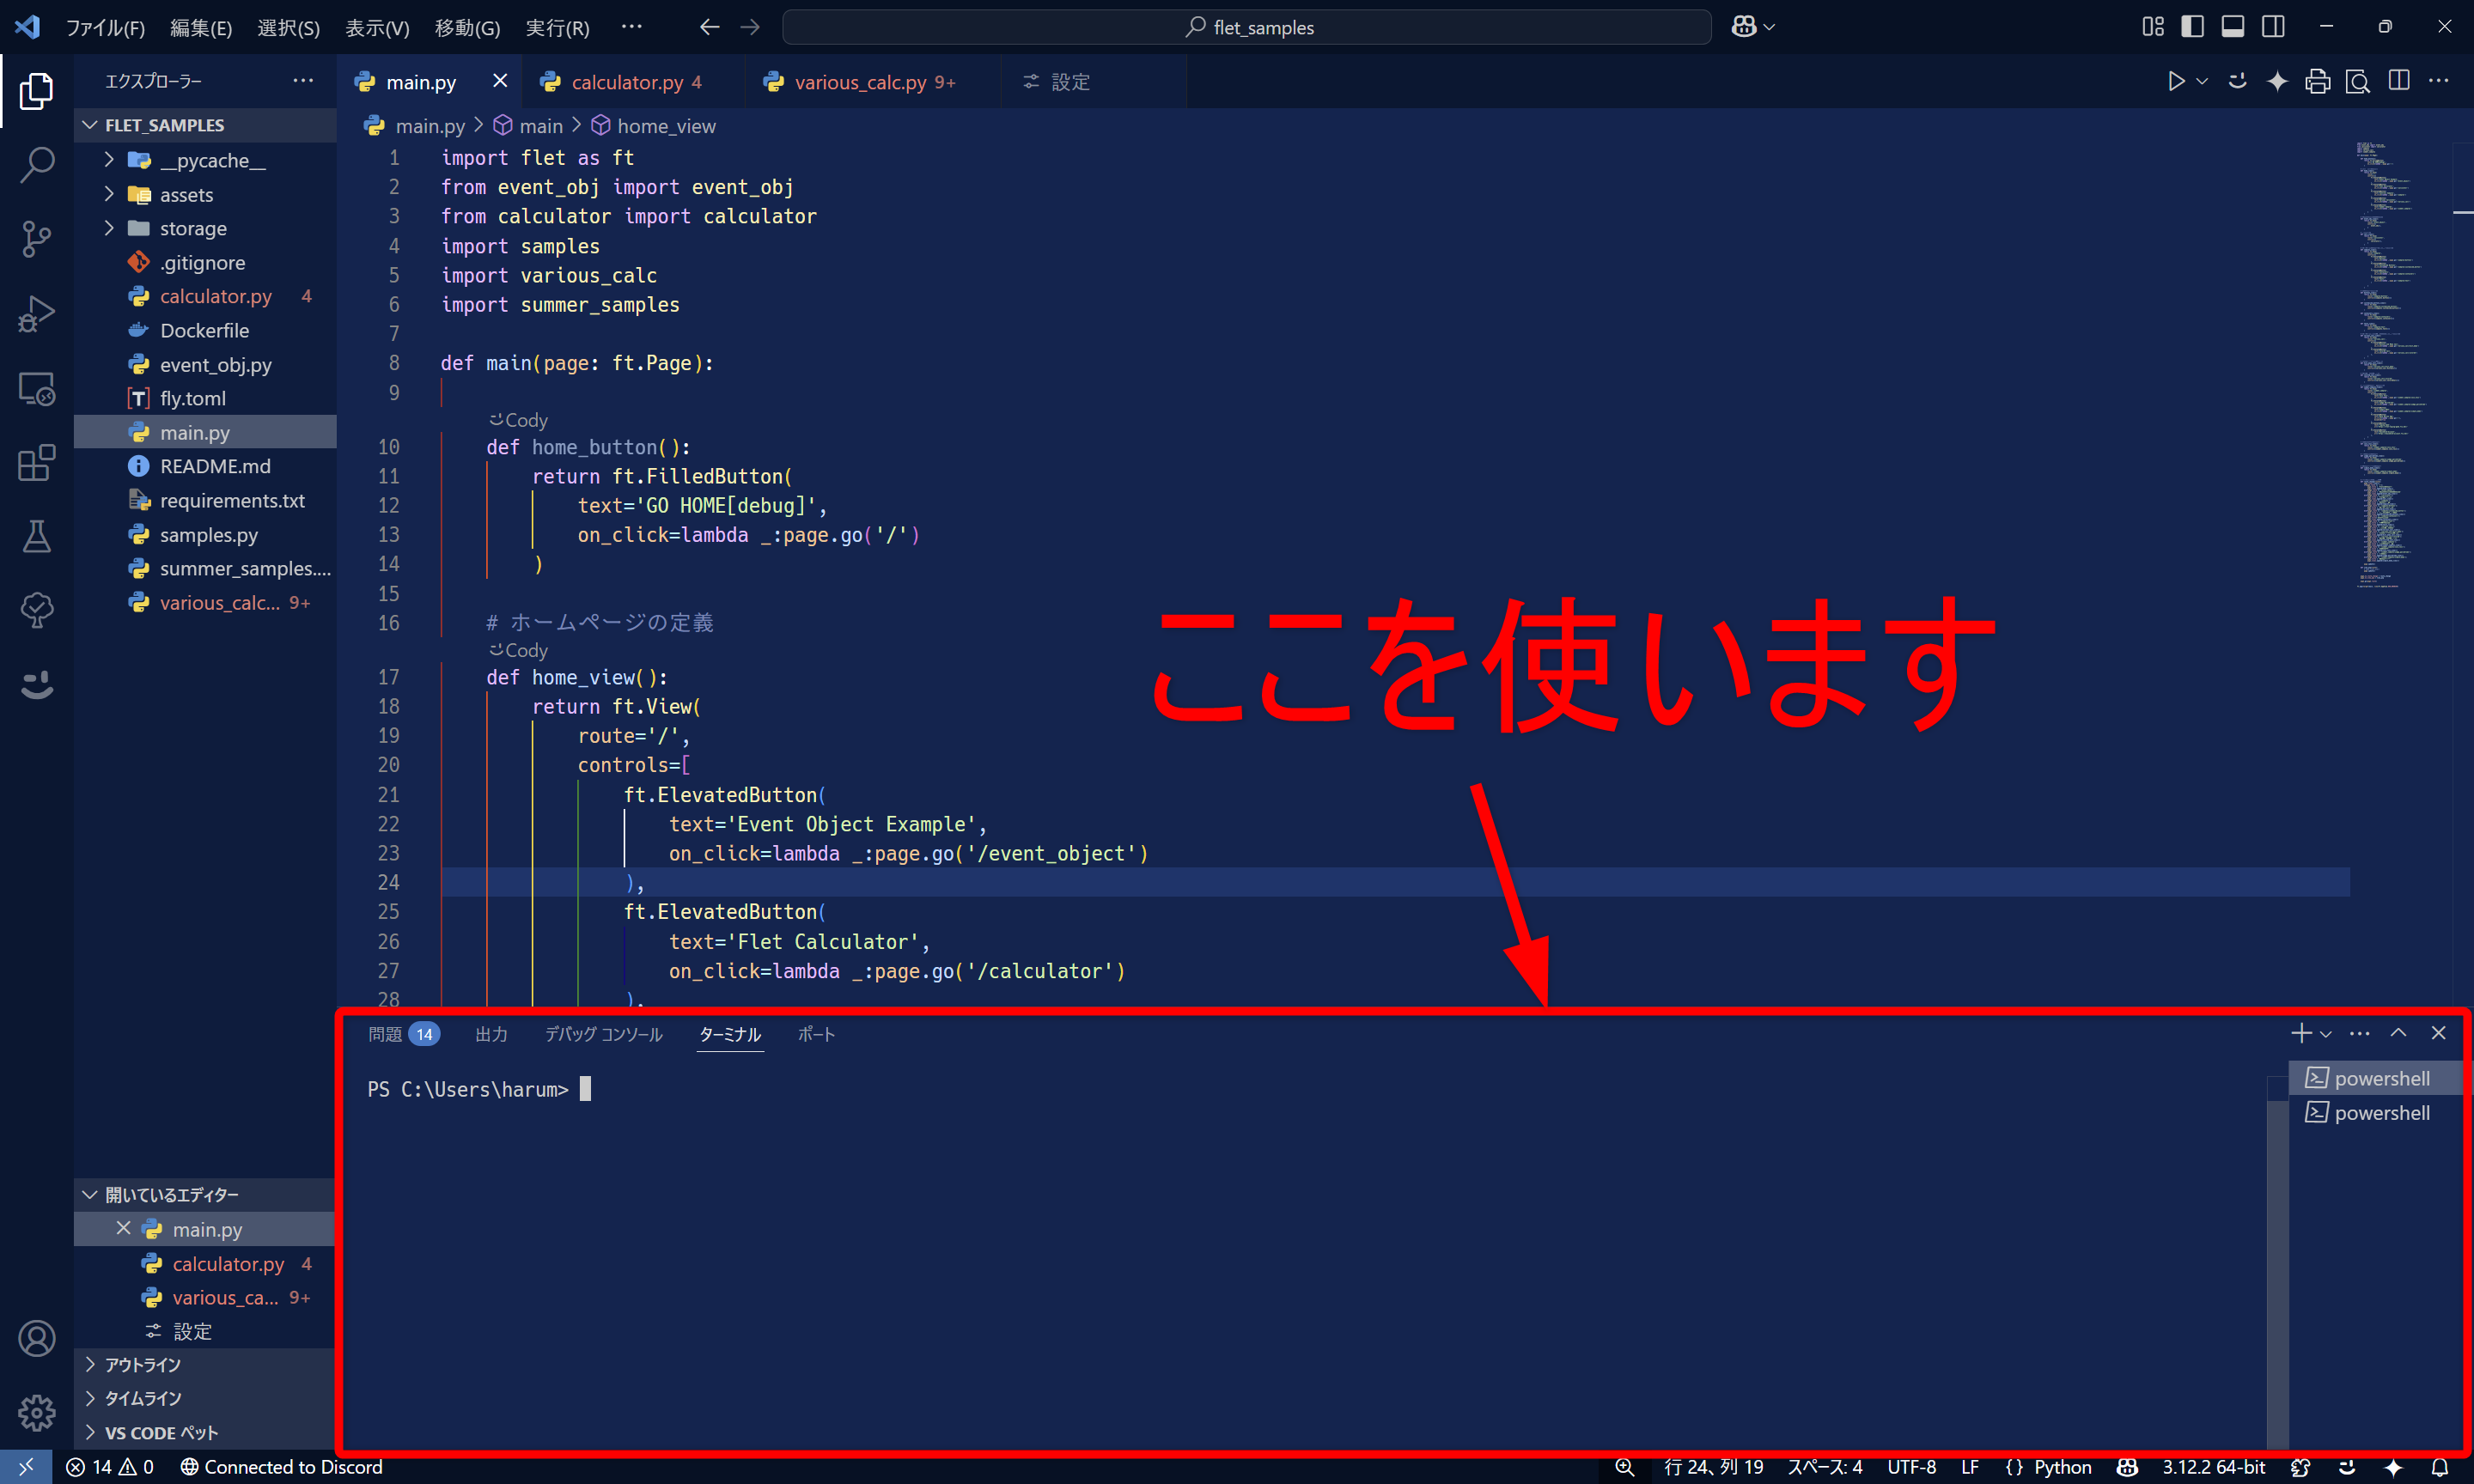 ファイル(F) 編集(E) 選択(S) 表示(V) 移動(G) 実行(R) ··· flet_samples
エクスプローラー ···
main.py calculator.py 4 various_calc.py 9+ 設定
FLET_SAMPLES
__pycache__
assets
storage
.gitignore
calculator.py 4
Dockerfile
event_obj.py
fly.toml
main.py
README.md
requirements.txt
samples.py
summer_samples....
various_calc... 9+
開いているエディター
main.py
calculator.py 4
various_ca... 9+
設定
アウトライン
タイムライン
VS CODE ペット
main.py > main > home_view
1 import flet as ft
2 from event_obj import event_obj
3 from calculator import calculator
4 import samples
5 import various_calc
6 import summer_samples
7
8 def main(page: ft.Page):
9
Cody
10 def home_button():
11 return ft.FilledButton(
12 text='GO HOME[debug]',
13 on_click=lambda _:page.go('/')
14 )
15
16 # ホームページの定義
Cody
17 def home_view():
18 return ft.View(
19 route='/',
20 controls=[
21 ft.ElevatedButton(
22 text='Event Object Example',
23 on_click=lambda _:page.go('/event_object')
24 ),
25 ft.ElevatedButton(
26 text='Flet Calculator',
27 on_click=lambda _:page.go('/calculator')
28 ),
ここを使います
問題 14 出力 デバッグ コンソール ターミナル ポート
PS C:\Users\harum>
powershell
powershell
14 0 Connected to Discord 行 24、列 19 スペース: 4 UTF-8 LF {} Python 3.12.2 64-bit